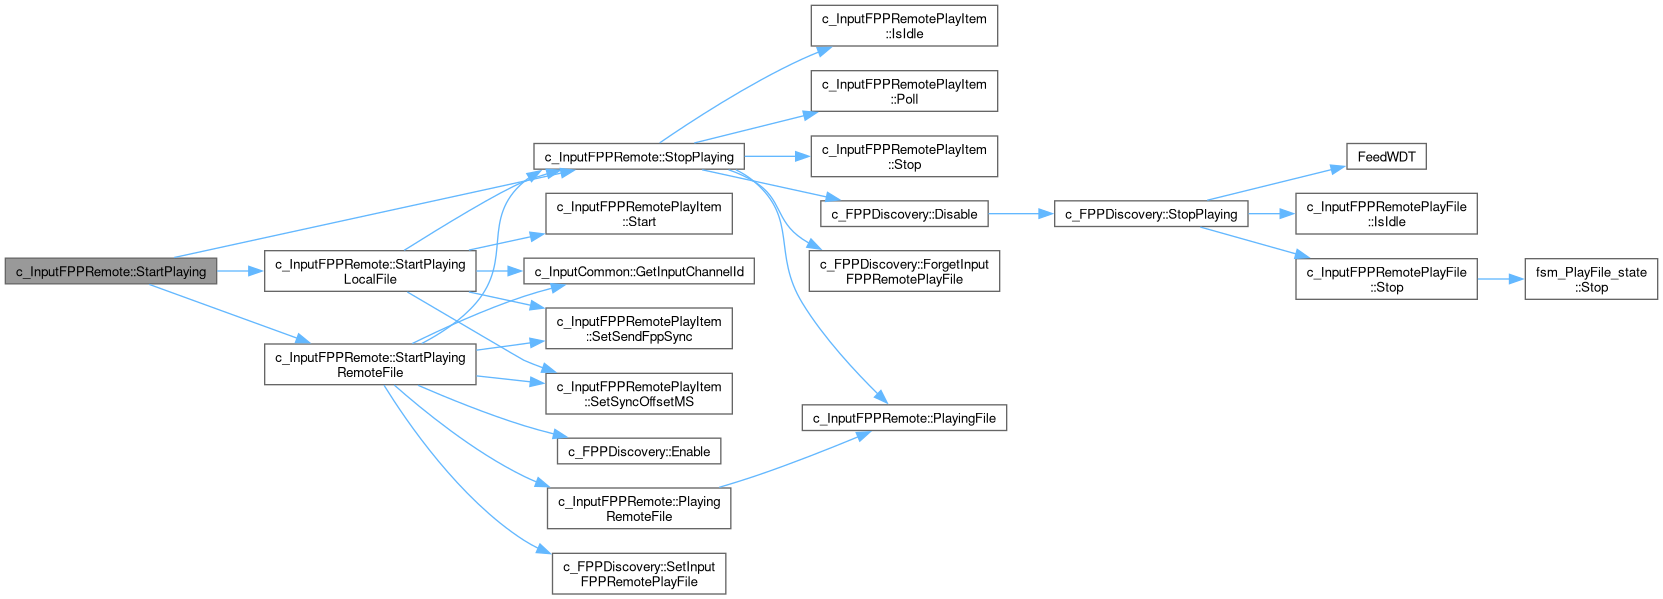 c_InputFPPRemote::StartPlaying
c_InputFPPRemote::StartPlaying
LocalFile
c_InputFPPRemote::StartPlaying
RemoteFile
c_InputFPPRemote::StopPlaying
c_InputFPPRemotePlayItem
::Start
c_InputCommon::GetInputChannelId
c_InputFPPRemotePlayItem
::SetSendFppSync
c_InputFPPRemotePlayItem
::SetSyncOffsetMS
c_FPPDiscovery::Enable
c_InputFPPRemote::Playing
RemoteFile
c_FPPDiscovery::SetInput
FPPRemotePlayFile
c_InputFPPRemotePlayItem
::IsIdle
c_InputFPPRemotePlayItem
::Poll
c_InputFPPRemotePlayItem
::Stop
c_FPPDiscovery::Disable
c_FPPDiscovery::ForgetInput
FPPRemotePlayFile
c_InputFPPRemote::PlayingFile
c_FPPDiscovery::StopPlaying
FeedWDT
c_InputFPPRemotePlayFile
::IsIdle
c_InputFPPRemotePlayFile
::Stop
fsm_PlayFile_state
::Stop